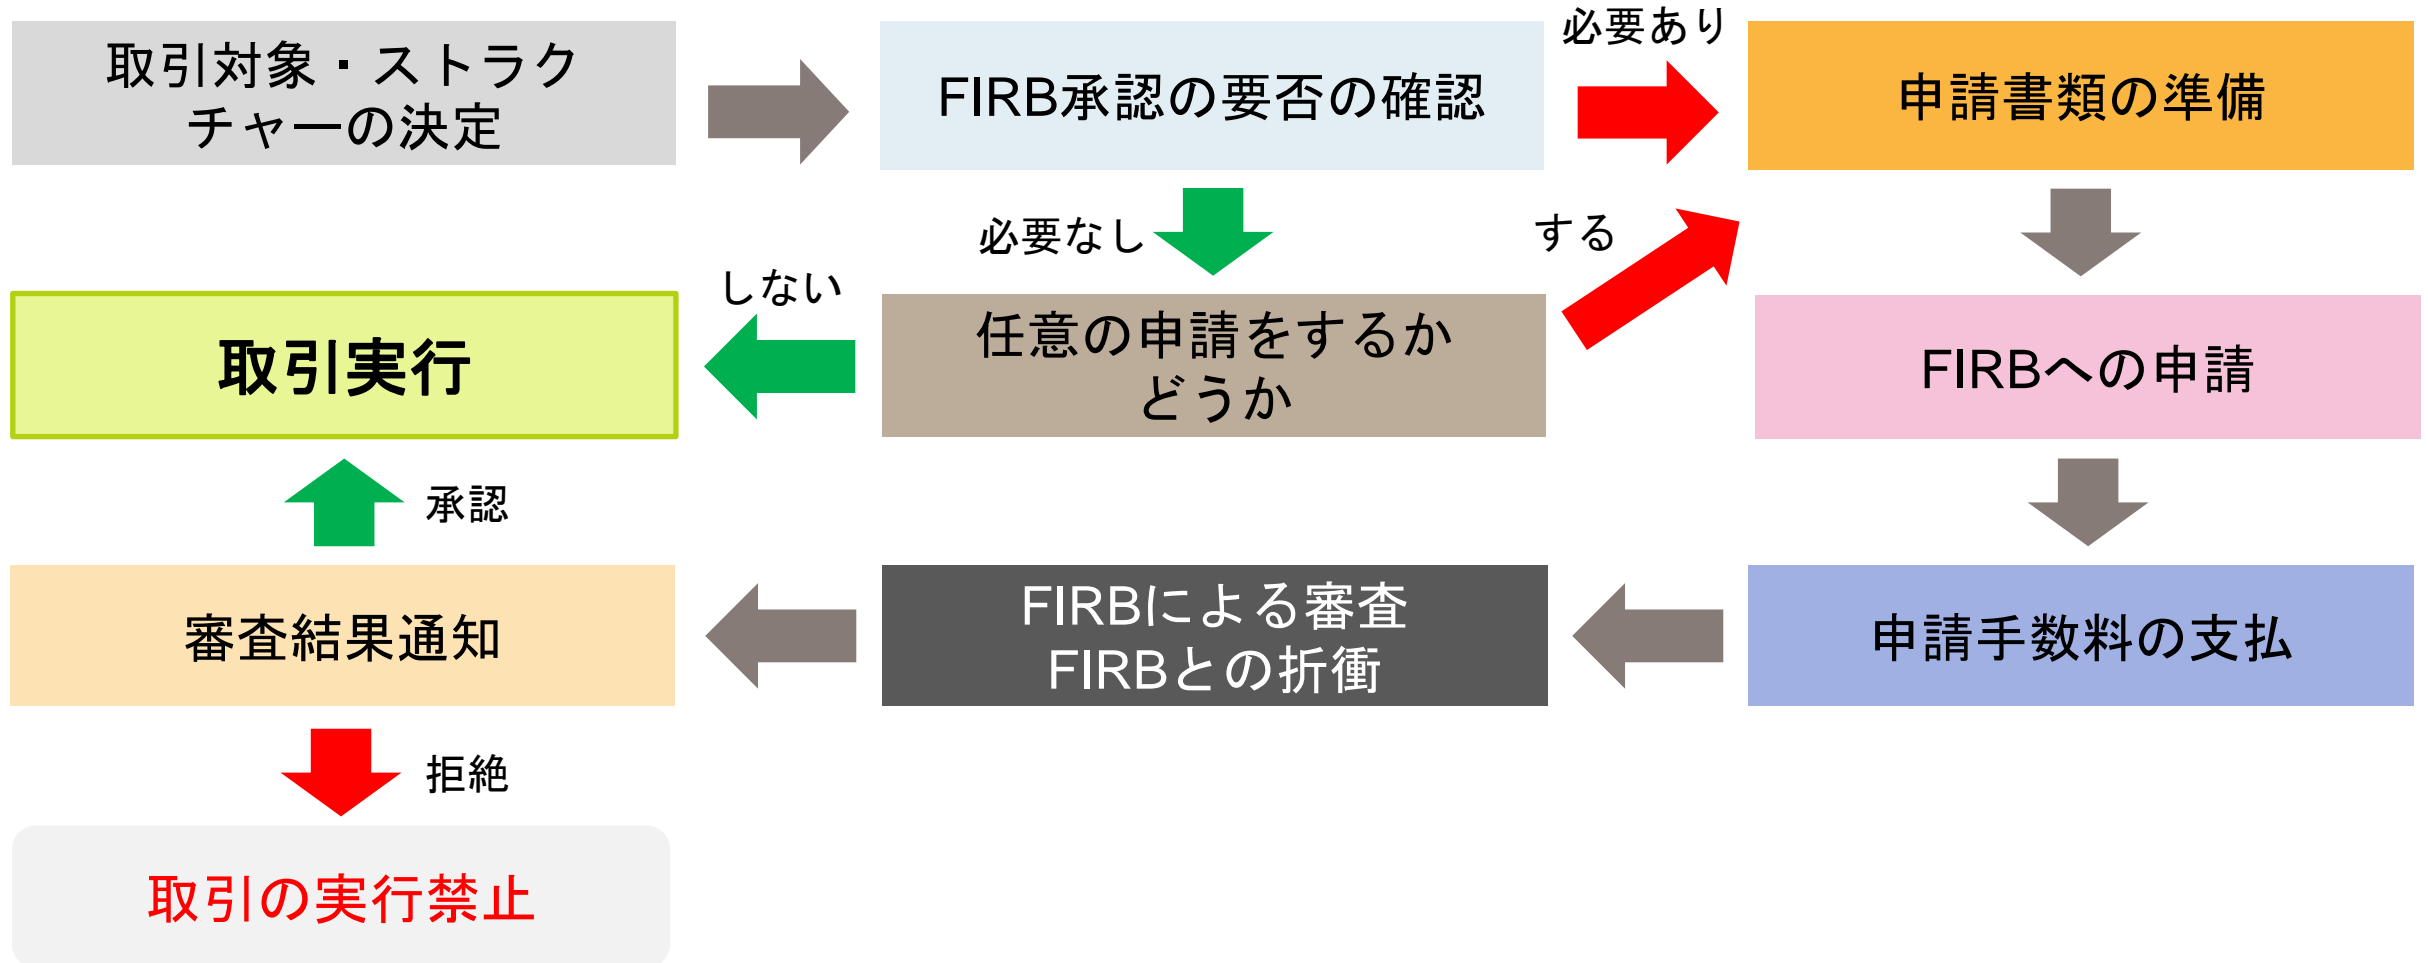 取引対象・ストラク
チャーの決定
FIRB承認の要否の確認
必要あり
申請書類の準備
必要なし
する
しない
取引実行
任意の申請をするか
どうか
FIRBへの申請
承認
審査結果通知
FIRBによる審査
FIRBとの折衝
申請手数料の支払
拒絶
取引の実行禁止